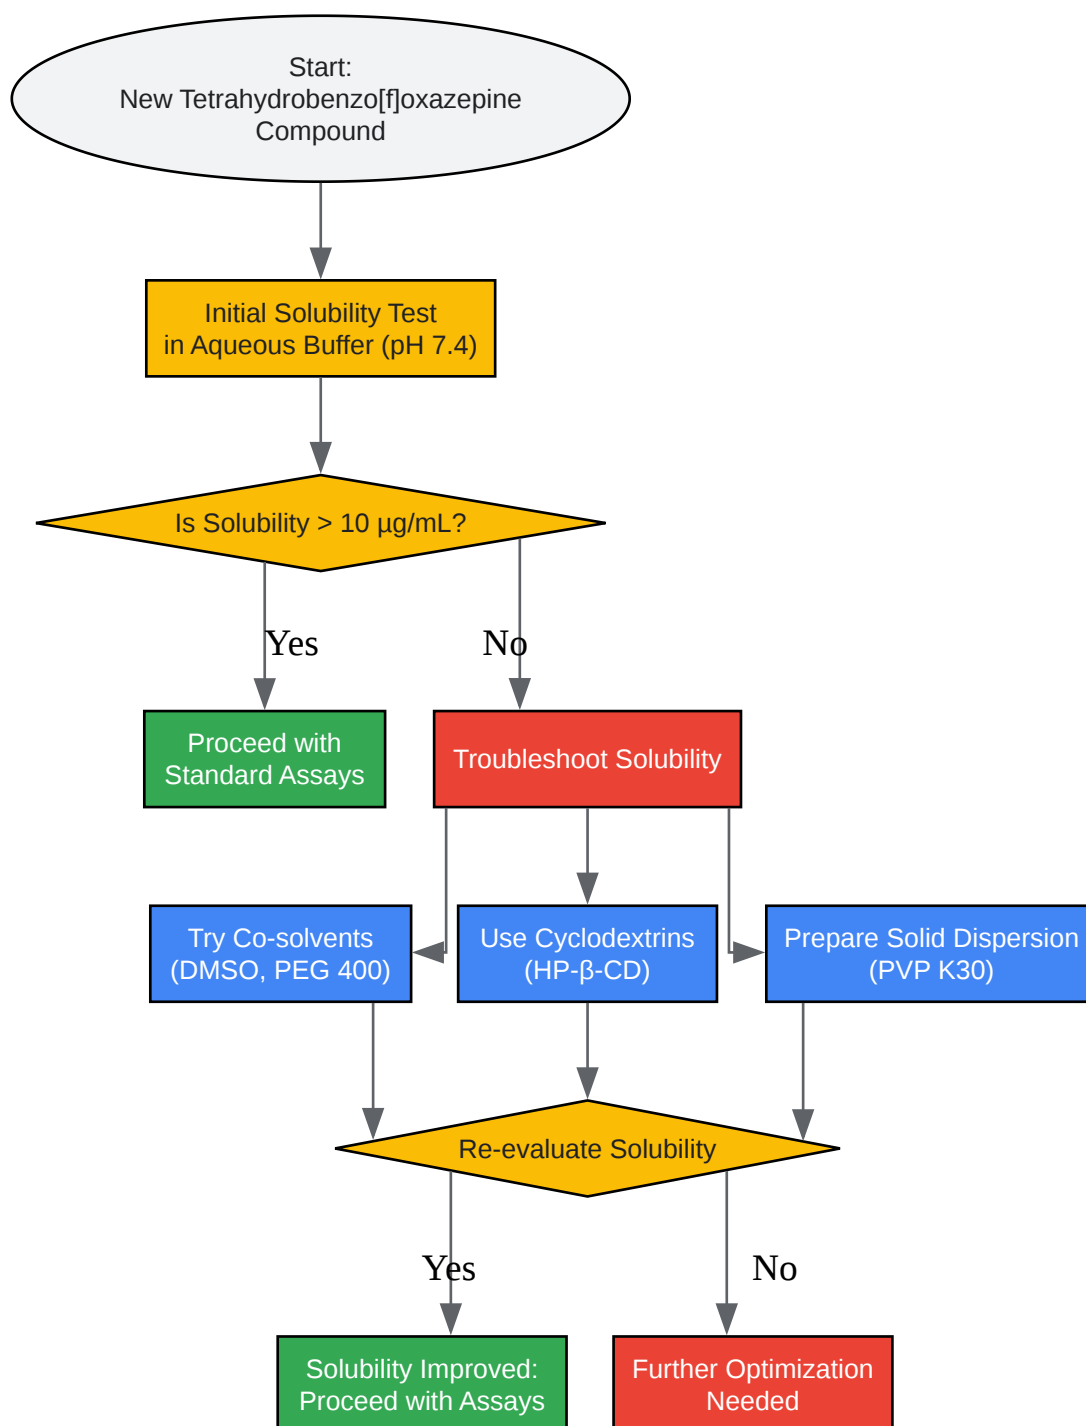 Start:
New Tetrahydrobenzo[f]oxazepine
Compound
Initial Solubility Test
in Aqueous Buffer (pH 7.4)
Is Solubility > 10 µg/mL?
Yes
No
Proceed with
Standard Assays
Troubleshoot Solubility
Try Co-solvents
(DMSO, PEG 400)
Use Cyclodextrins
(HP-β-CD)
Prepare Solid Dispersion
(PVP K30)
Re-evaluate Solubility
Yes
No
Solubility Improved:
Proceed with Assays
Further Optimization
Needed